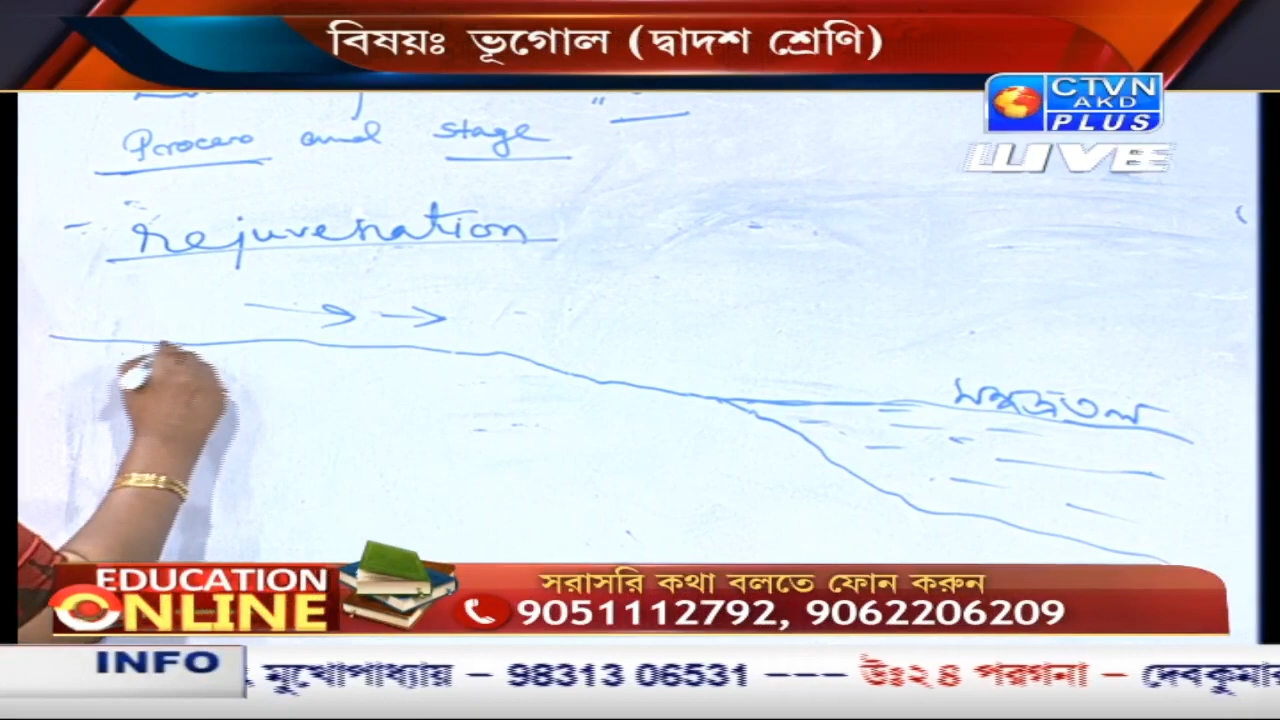 বিষয়ঃ ভূগোল (দ্বাদশ শ্রেণি)
CTVN
AKD
PLUS
LIVE
Process and stage
- Rejuvenation
সমুদ্রতল
EDUCATION
ONLINE
সরাসরি কথা বলতে ফোন করুন
9051112792, 9062206209
INFO
মুখোপাধ্যায় – 98313 06531 --- উঃ২৪ পরগনা – দেবকুমার